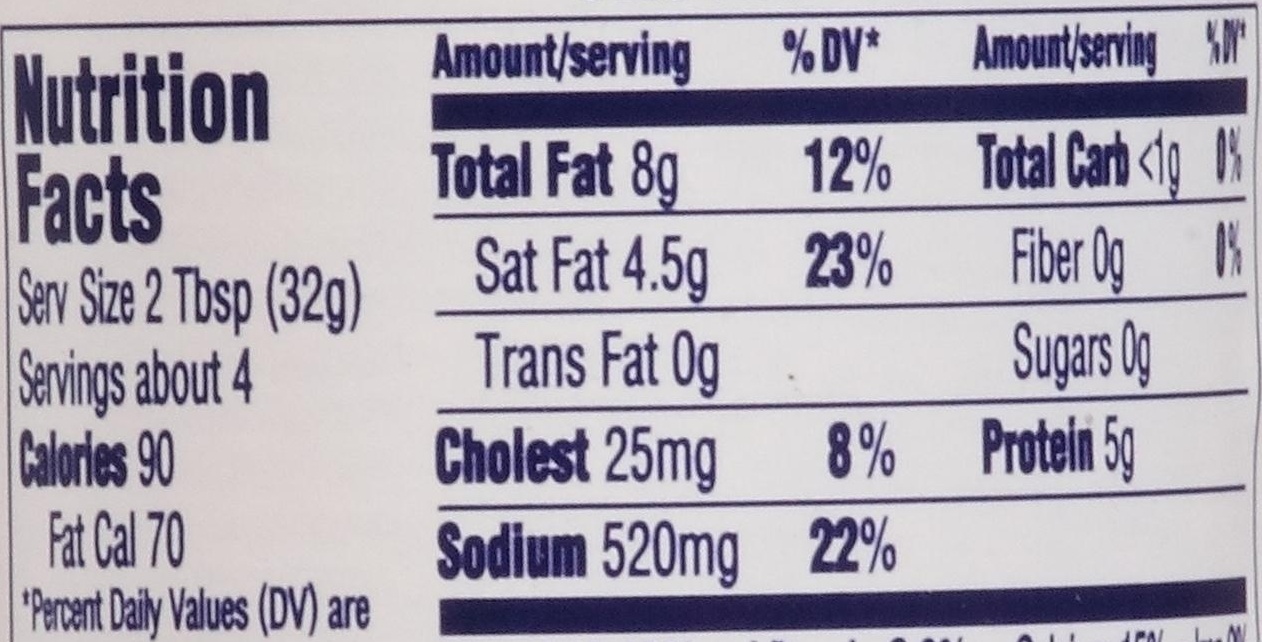 Nutrition
Facts
Serv Size 2 Tbsp (32g)
Servings about 4
Calories 90
Fat Cal 70
*Percent Daily Values (DV) are
Amount/serving % DV*
Total Fat 8g 12%
Sat Fat 4.5g 23%
Trans Fat 0g
Cholest 25mg 8%
Sodium 520mg 22%
Amount/serving %DV*
Total Carb <1g 0%
Fiber 0g 0%
Sugars 0g
Protein 5g